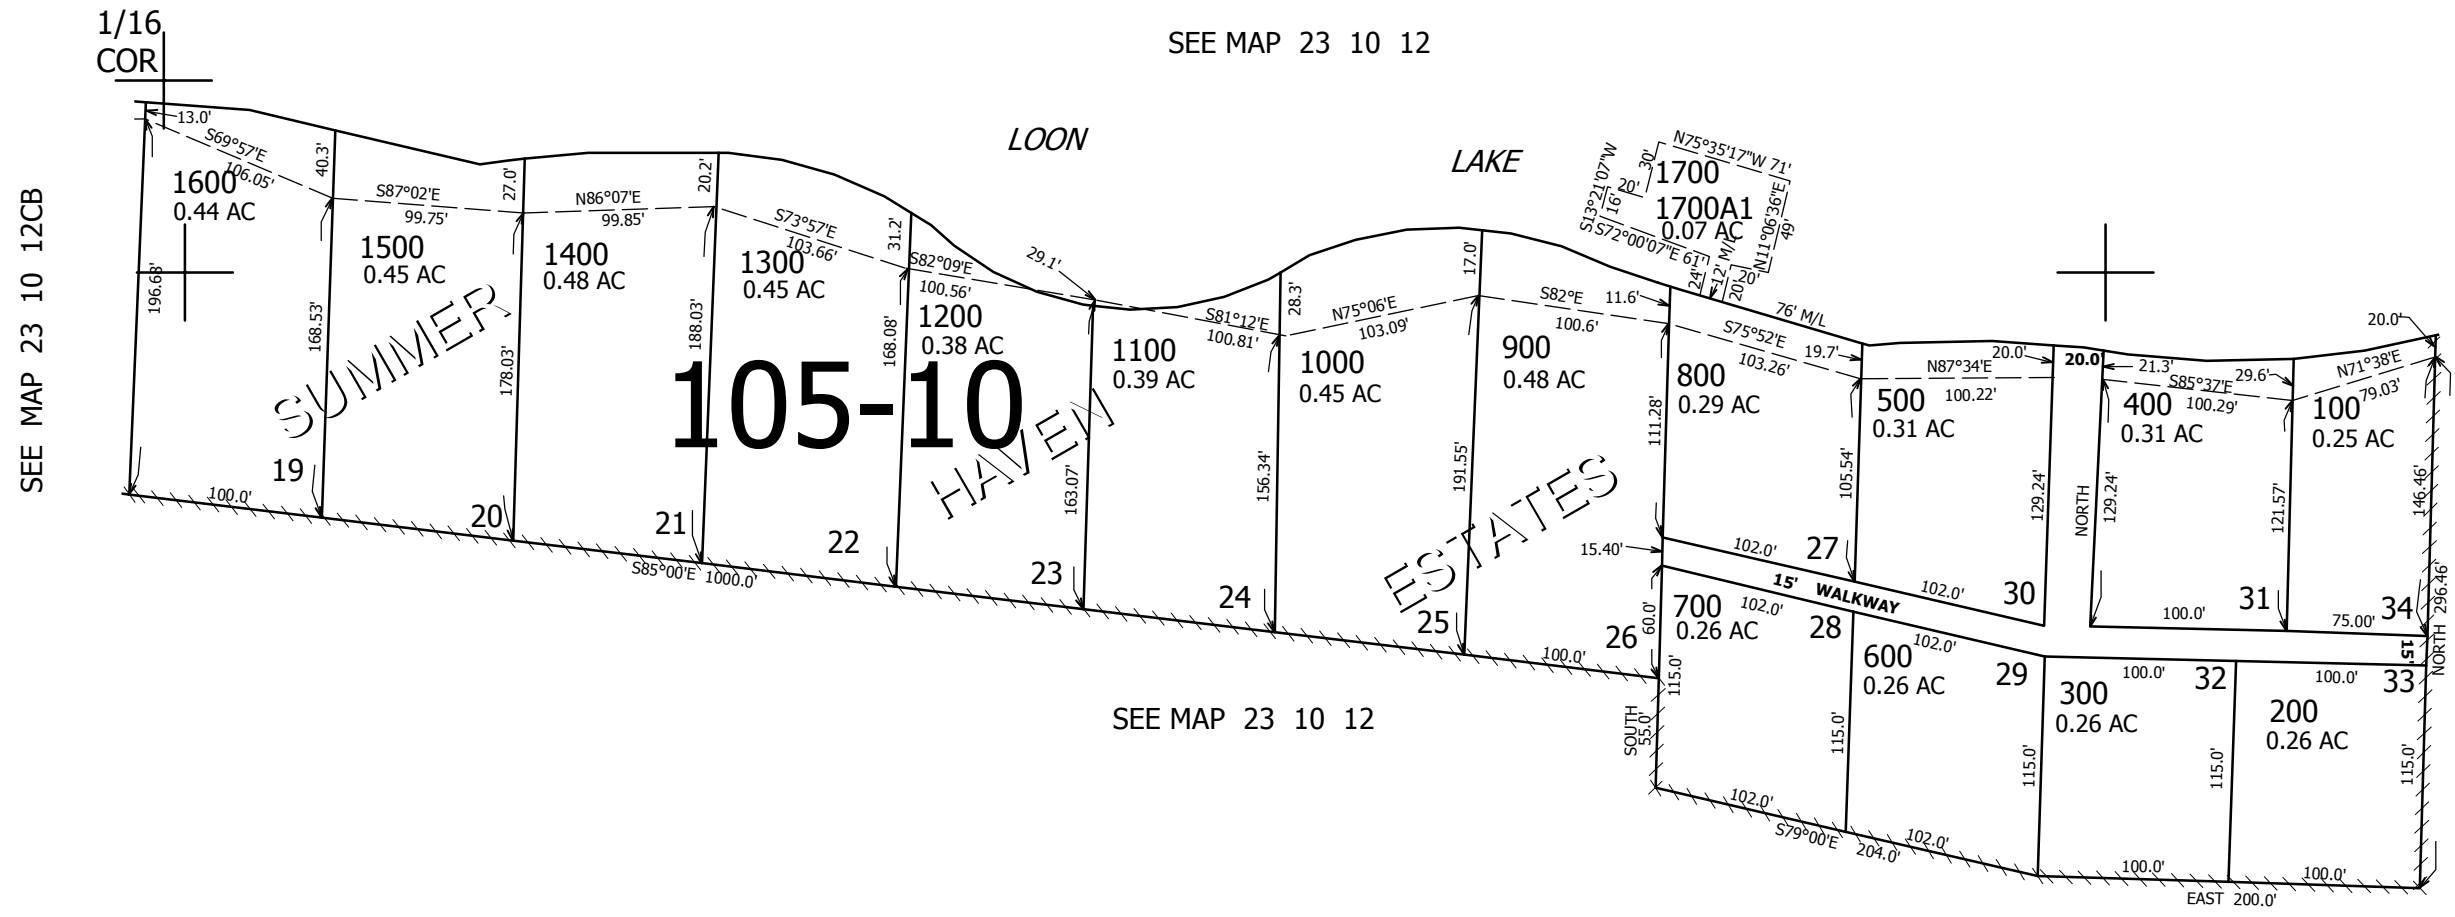 1/16
COR
SEE MAP 23 10 12
SEE MAP 23 10 12CB
LOON
LAKE
13.0'
S69°57'E
106.05'
1600
0.44 AC
196.68'
40.3'
168.53'
S87°02'E
99.75'
1500
0.45 AC
27.0'
178.03'
N86°07'E
99.85'
1400
0.48 AC
20.2'
188.03'
S73°57'E
103.66'
1300
0.45 AC
31.2'
168.08'
S82°09'E
100.56'
1200
0.38 AC
29.1'
163.07'
S81°12'E
100.81'
1100
0.39 AC
28.3'
156.34'
N75°06'E
103.09'
1000
0.45 AC
17.0'
191.55'
S82°E
100.6'
900
0.48 AC
11.6'
111.28'
N75°35'17"W 71'
30'
20'
16'
S13°21'07"W
1700
1700A1
0.07 AC
S72°00'07"E 61'
N11°06'36"E
49'
24'
12' M/L
20'
20'
76' M/L
S75°52'E
103.26'
800
0.29 AC
19.7'
105.54'
N87°34'E
100.22'
500
0.31 AC
20.0'
129.24'
20.0'
21.3'
NORTH
129.24'
S85°37'E
100.29'
400
0.31 AC
29.6'
121.57'
N71°38'E
79.03'
100
0.25 AC
20.0'
146.46'
NORTH 296.46'
SUMMER
HAVEN
ESTATES
105-10
100.0'
19
20
21
22
23
24
25
26
S85°00'E 1000.0'
100.0'
15.40'
60.0'
102.0'
27
102.0'
30
15' WALKWAY
100.0'
31
75.00'
34
15'
700
0.26 AC
102.0'
28
115.0'
SOUTH
55.0'
600
0.26 AC
102.0'
29
115.0'
300
0.26 AC
100.0'
32
115.0'
200
0.26 AC
100.0'
33
115.0'
115.0'
102.0'
S79°00'E 204.0'
102.0'
100.0'
100.0'
EAST 200.0'
SEE MAP 23 10 12